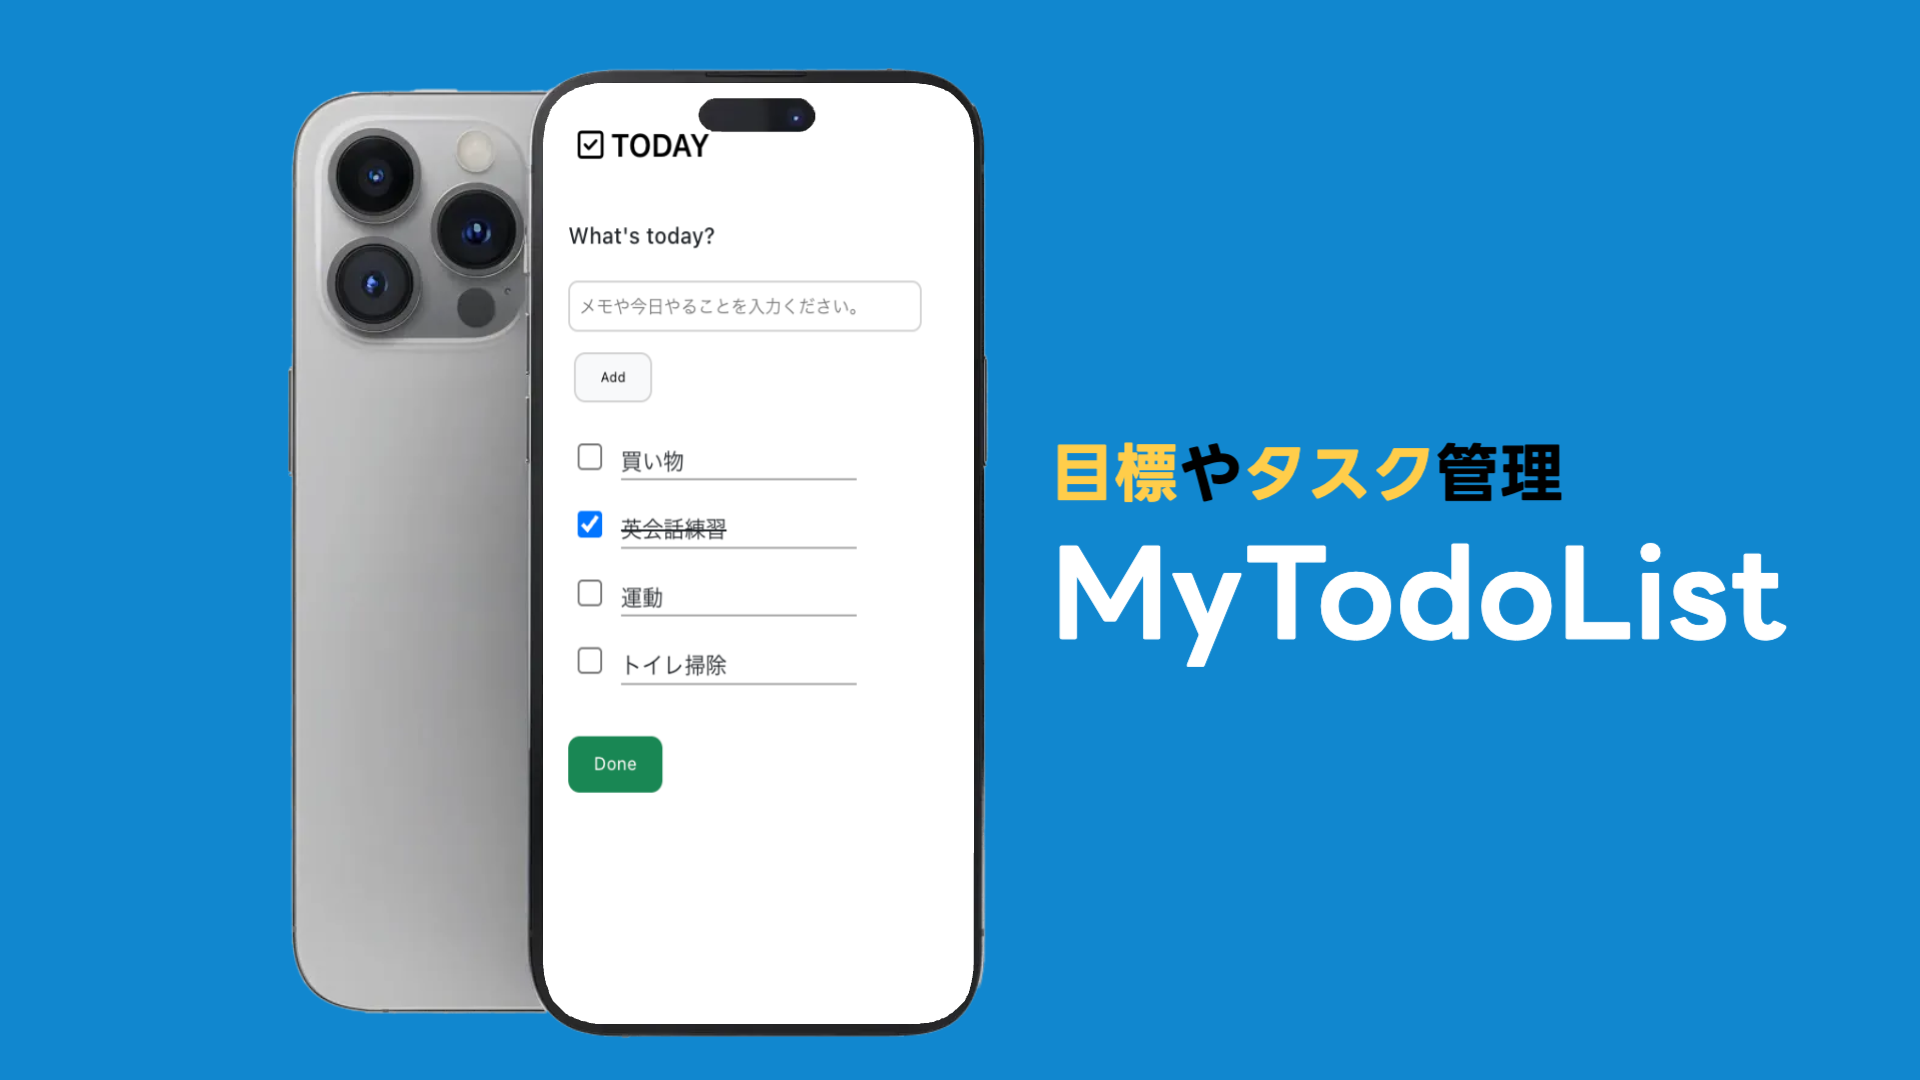 TODAY
What's today?
メモや今日やることを入力ください。
Add
買い物
英会話練習
運動
トイレ掃除
Done
目標やタスク管理
MyTodoList